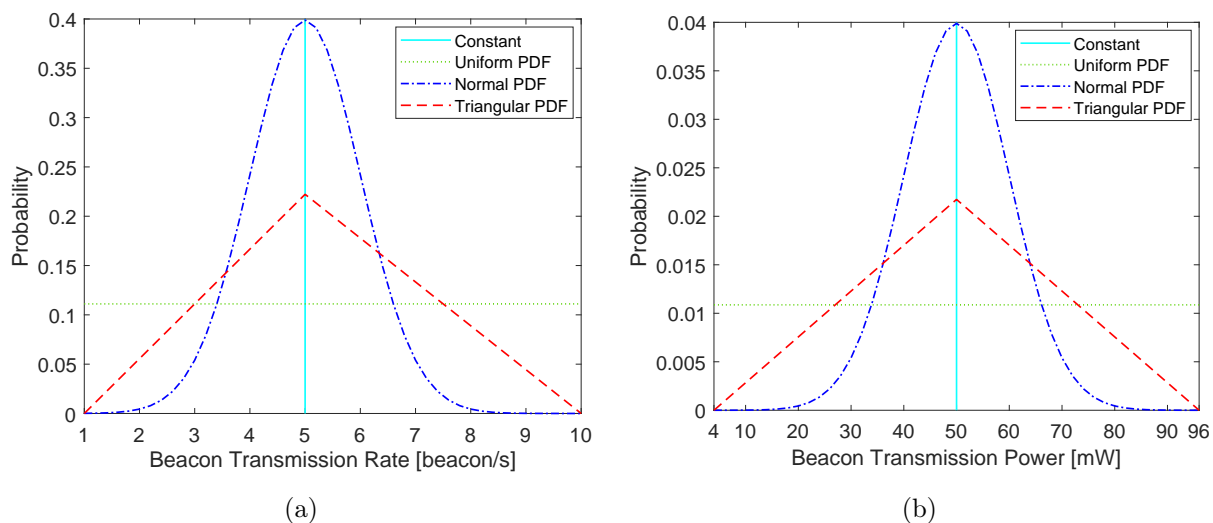 0.4
0.35
0.3
0.25
0.2
0.15
0.1
0.05
0
Probability
1 2 3 4 5 6 7 8 9 10
Beacon Transmission Rate [beacon/s]
Constant
Uniform PDF
Normal PDF
Triangular PDF
(a)
0.04
0.035
0.03
0.025
0.02
0.015
0.01
0.005
0
Probability
4 10 20 30 40 50 60 70 80 90 96
Beacon Transmission Power [mW]
Constant
Uniform PDF
Normal PDF
Triangular PDF
(b)